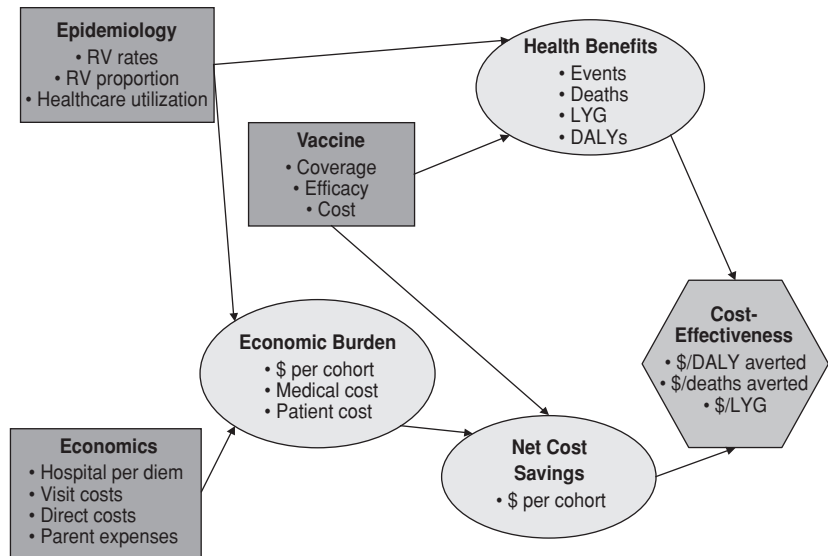 Epidemiology
• RV rates
• RV proportion
• Healthcare utilization
Health Benefits
• Events
• Deaths
• LYG
• DALYs
Vaccine
• Coverage
• Efficacy
• Cost
Economic Burden
• $ per cohort
• Medical cost
• Patient cost
Cost-
Effectiveness
• $/DALY averted
• $/deaths averted
• $/LYG
Economics
• Hospital per diem
• Visit costs
• Direct costs
• Parent expenses
Net Cost
Savings
• $ per cohort